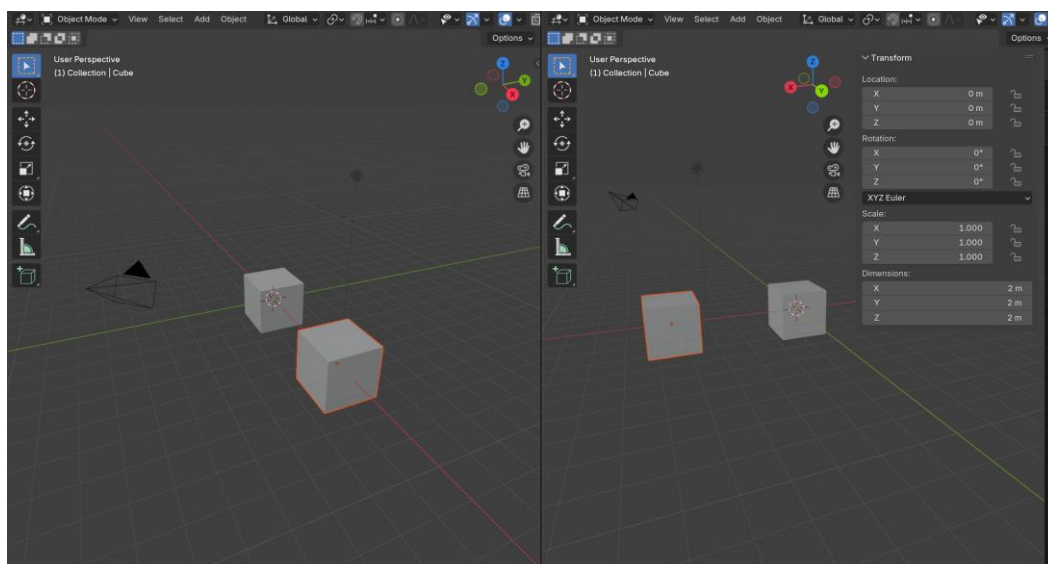 Object Mode View Select Add Object Global
Options
User Perspective
(1) Collection | Cube
Z
Y
X
Object Mode View Select Add Object Global
Options
User Perspective
(1) Collection | Cube
Z
X
Y
Transform
Location:
X 0 m
Y 0 m
Z 0 m
Rotation:
X 0°
Y 0°
Z 0°
XYZ Euler
Scale:
X 1.000
Y 1.000
Z 1.000
Dimensions:
X 2 m
Y 2 m
Z 2 m